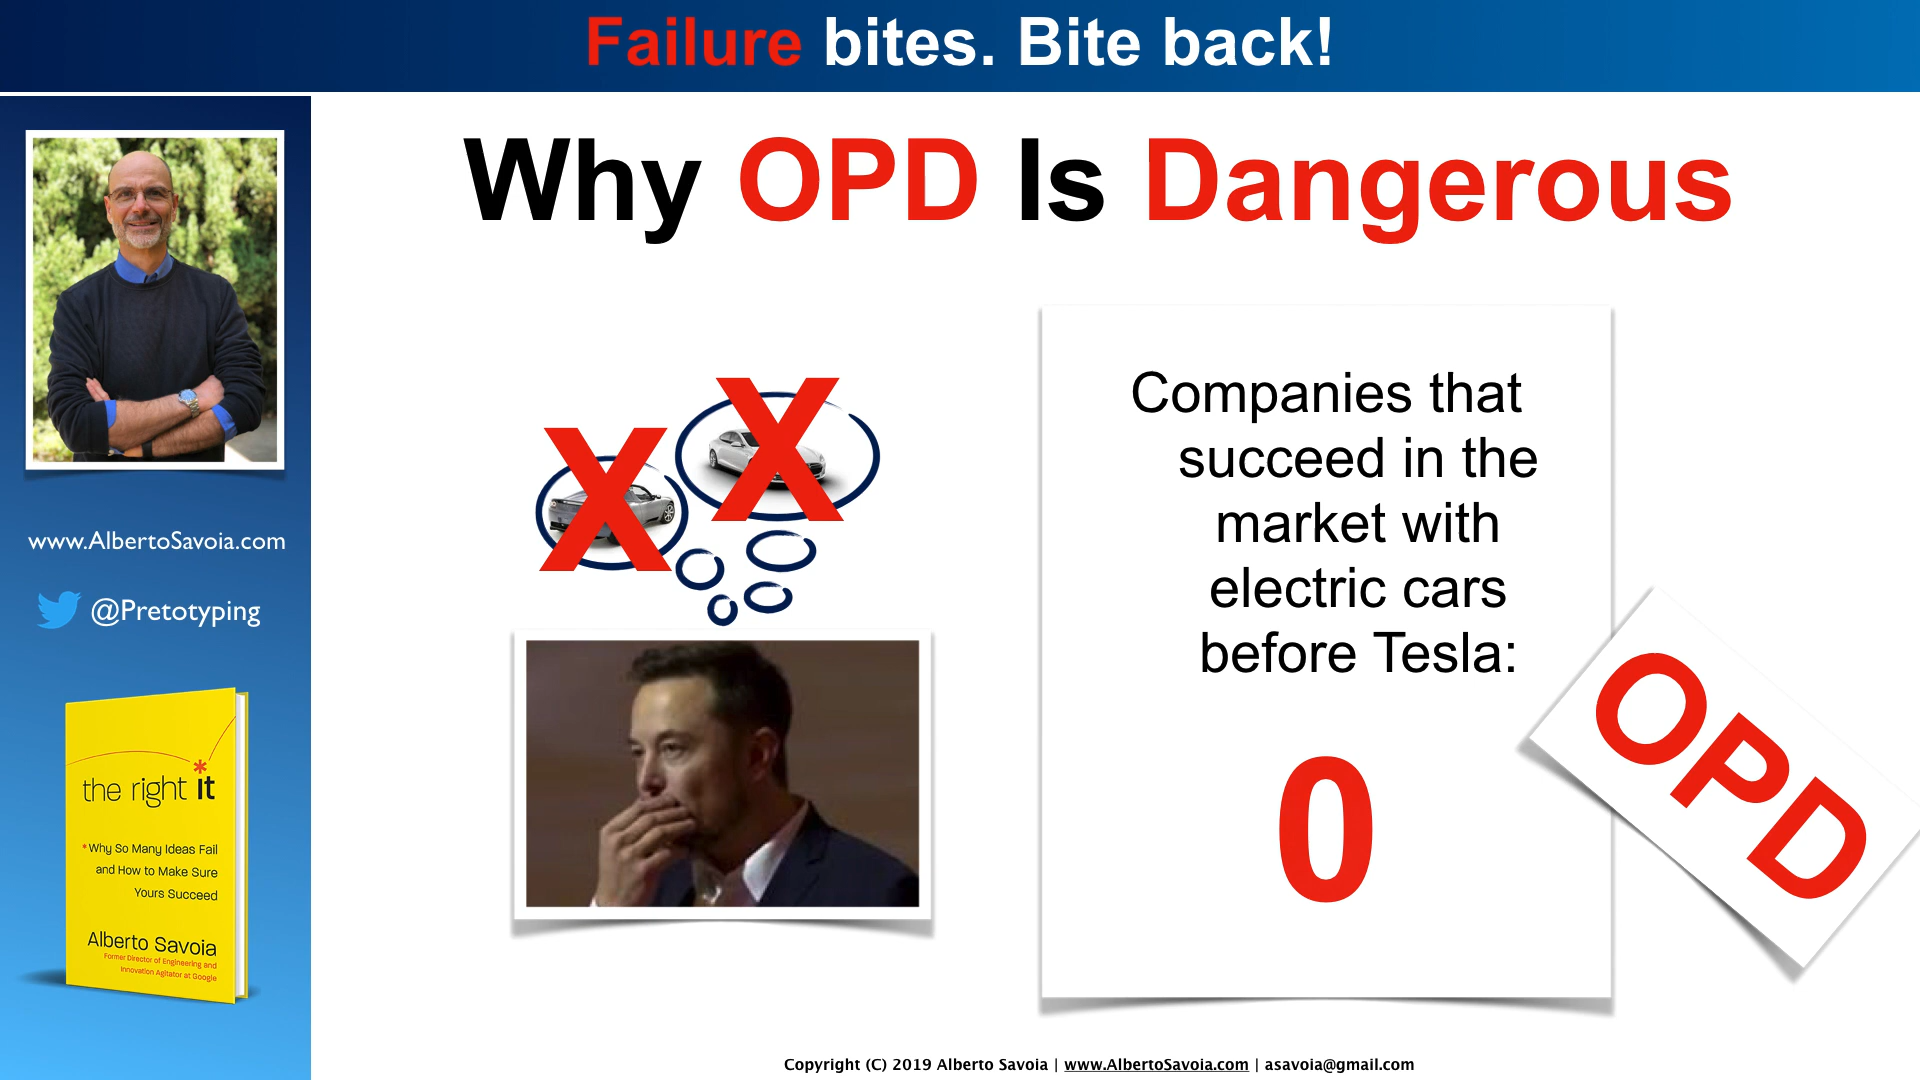 Failure bites. Bite back!
Why OPD Is Dangerous
www.AlbertoSavoia.com
@Pretotyping
the right it
*
*Why So Many Ideas Fail
and How to Make Sure
Yours Succeed
Alberto Savoia
Former Director of Engineering and
Innovation Agitator at Google
X
X
Companies that
succeed in the
market with
electric cars
before Tesla:
0
OPD
Copyright (C) 2019 Alberto Savoia | www.AlbertoSavoia.com | asavoia@gmail.com